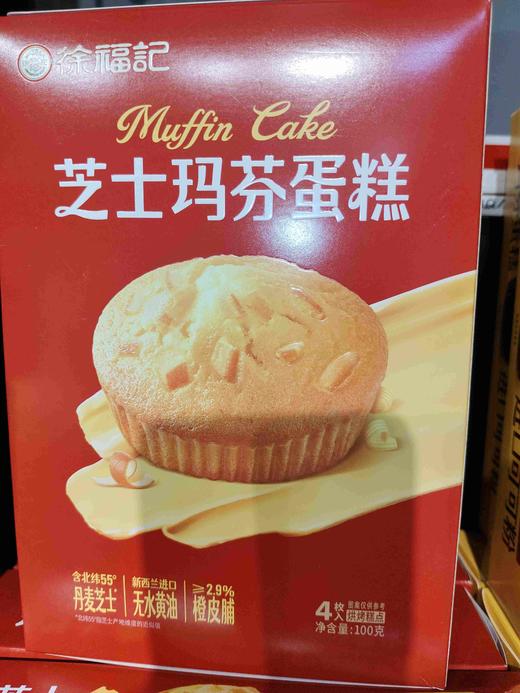 徐福記
Muffin Cake
芝士玛芬蛋糕
含北纬55°
丹麦芝士
新西兰进口
无水黄油
≥2.9%
橙皮脯
*北纬55°指芝士产地纬度的近似值
4枚入
图案仅供参考
烘烤糕点
净含量:100克